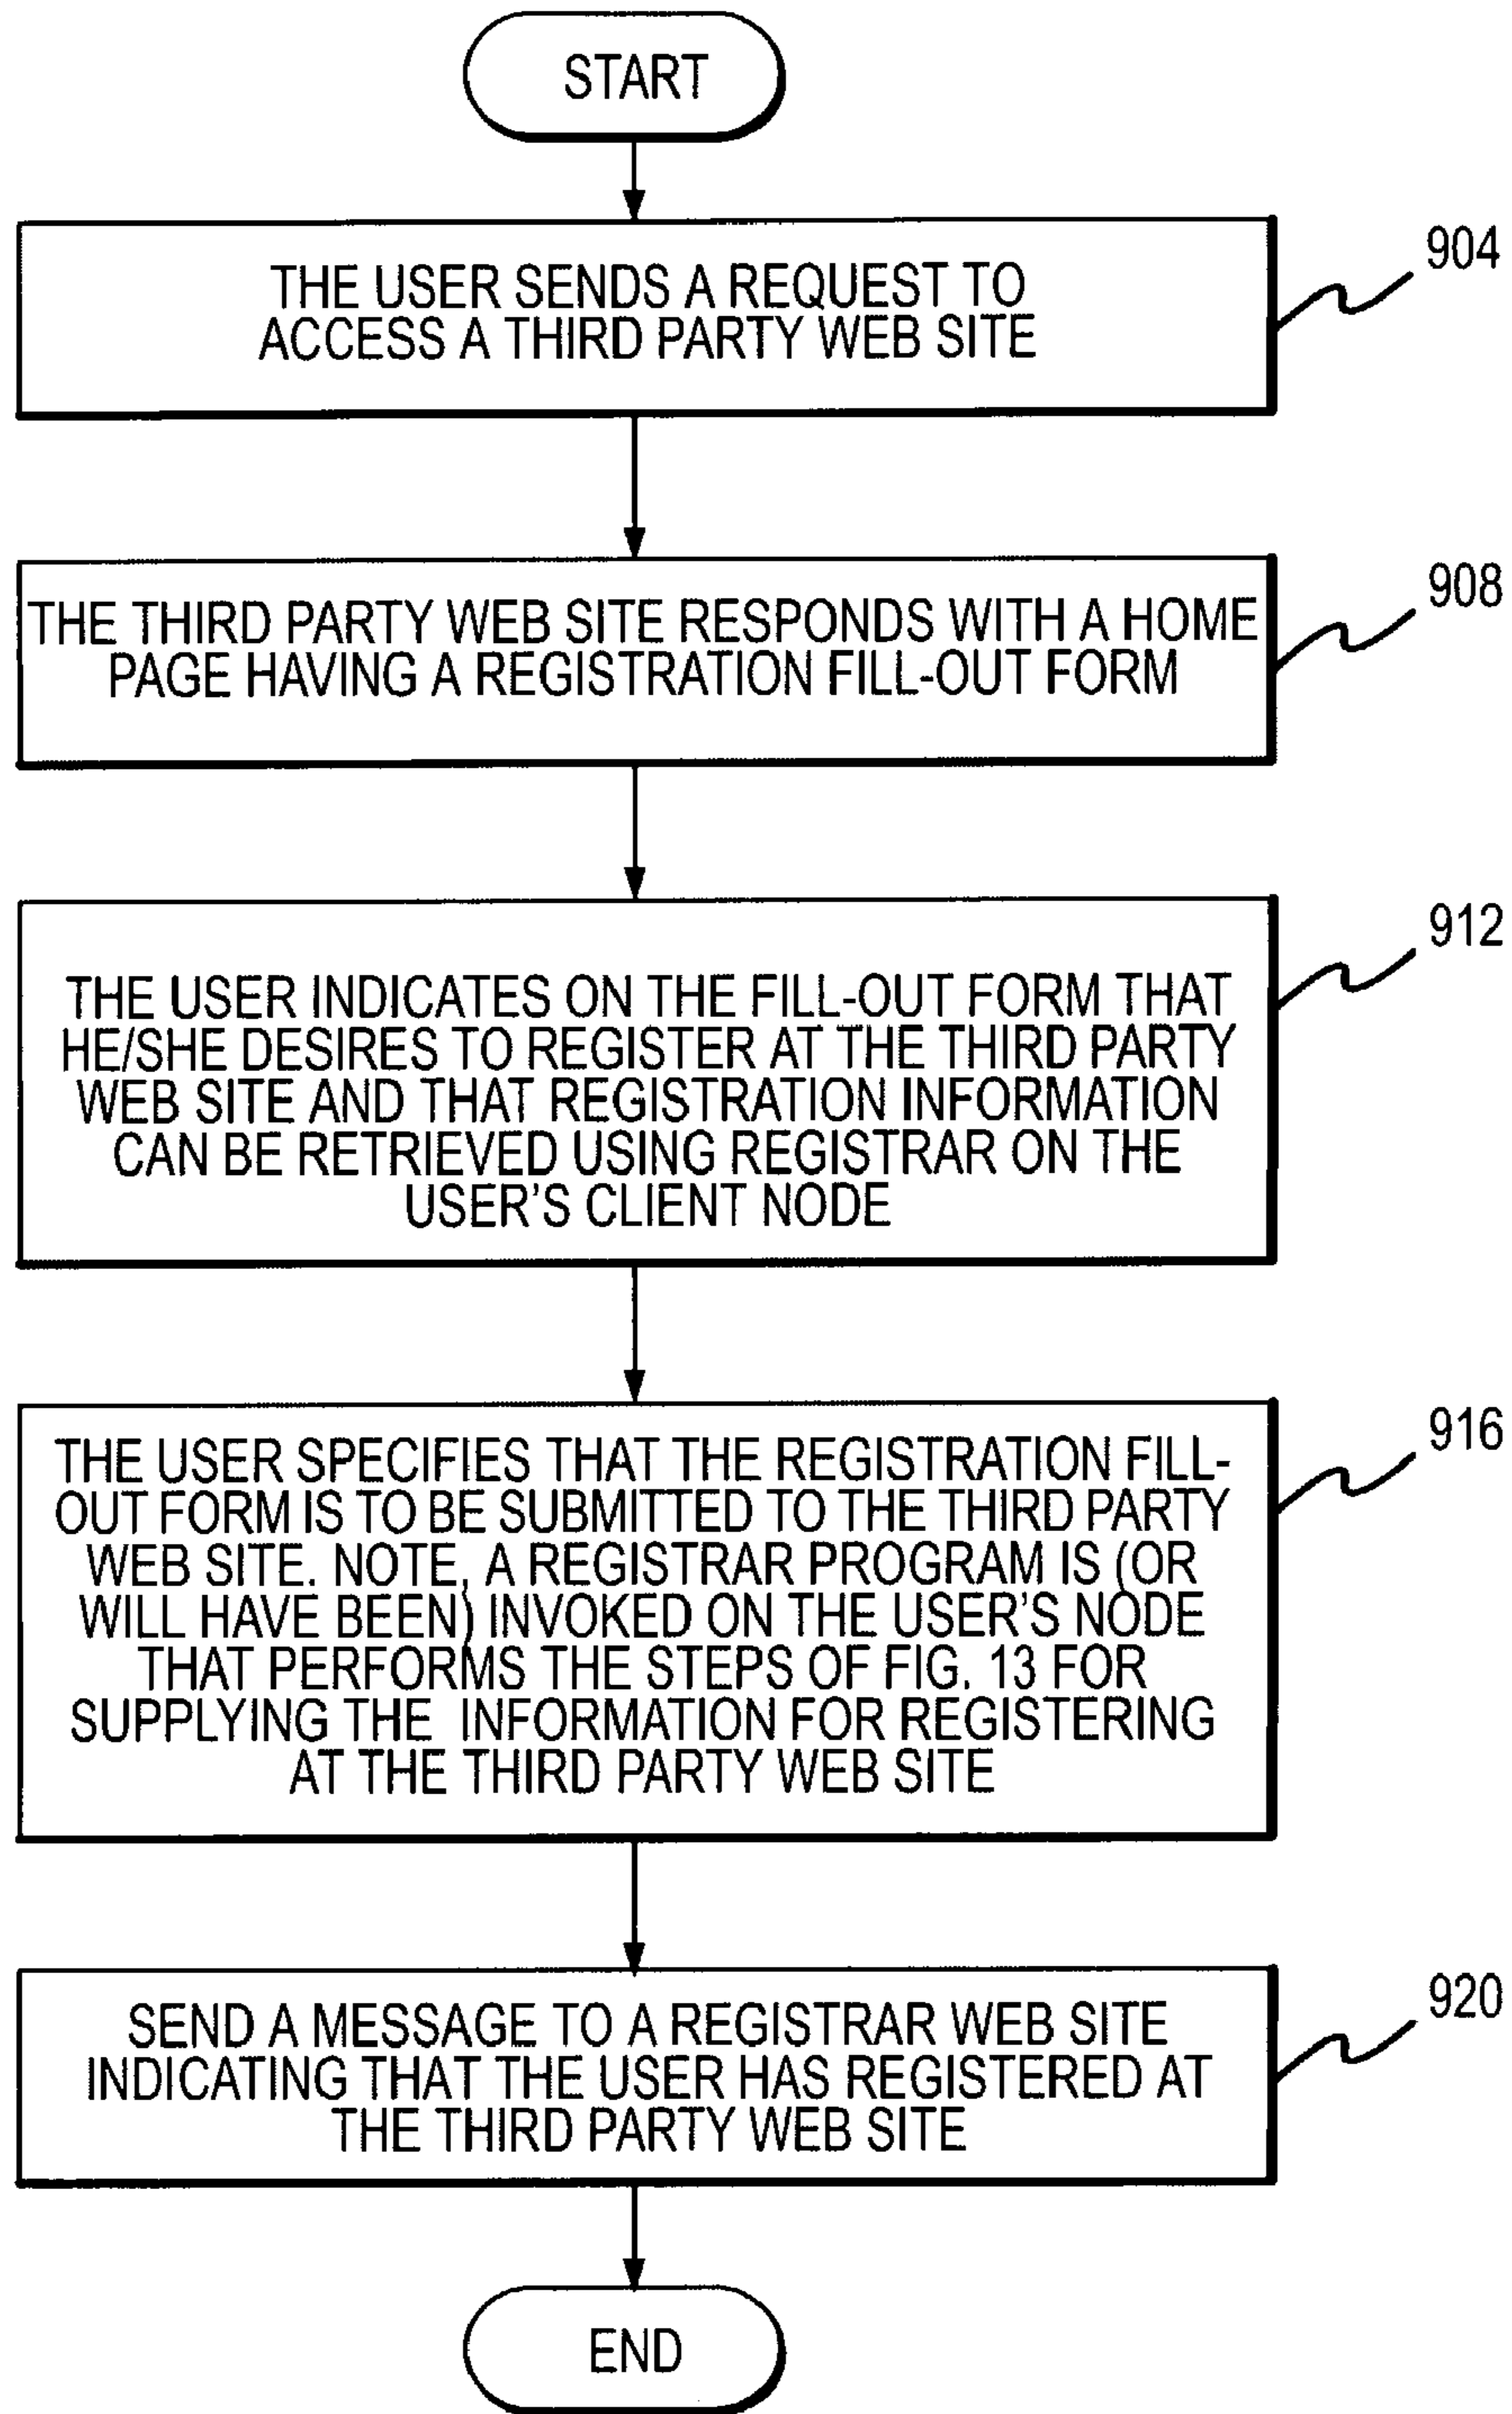 START
THE USER SENDS A REQUEST TO
ACCESS A THIRD PARTY WEB SITE
904
THE THIRD PARTY WEB SITE RESPONDS WITH A HOME
PAGE HAVING A REGISTRATION FILL-OUT FORM
908
THE USER INDICATES ON THE FILL-OUT FORM THAT
HE/SHE DESIRES TO REGISTER AT THE THIRD PARTY
WEB SITE AND THAT REGISTRATION INFORMATION
CAN BE RETRIEVED USING REGISTRAR ON THE
USER'S CLIENT NODE
912
THE USER SPECIFIES THAT THE REGISTRATION FILL-
OUT FORM IS TO BE SUBMITTED TO THE THIRD PARTY
WEB SITE. NOTE, A REGISTRAR PROGRAM IS (OR
WILL HAVE BEEN) INVOKED ON THE USER'S NODE
THAT PERFORMS THE STEPS OF FIG. 13 FOR
SUPPLYING THE INFORMATION FOR REGISTERING
AT THE THIRD PARTY WEB SITE
916
SEND A MESSAGE TO A REGISTRAR WEB SITE
INDICATING THAT THE USER HAS REGISTERED AT
THE THIRD PARTY WEB SITE
920
END